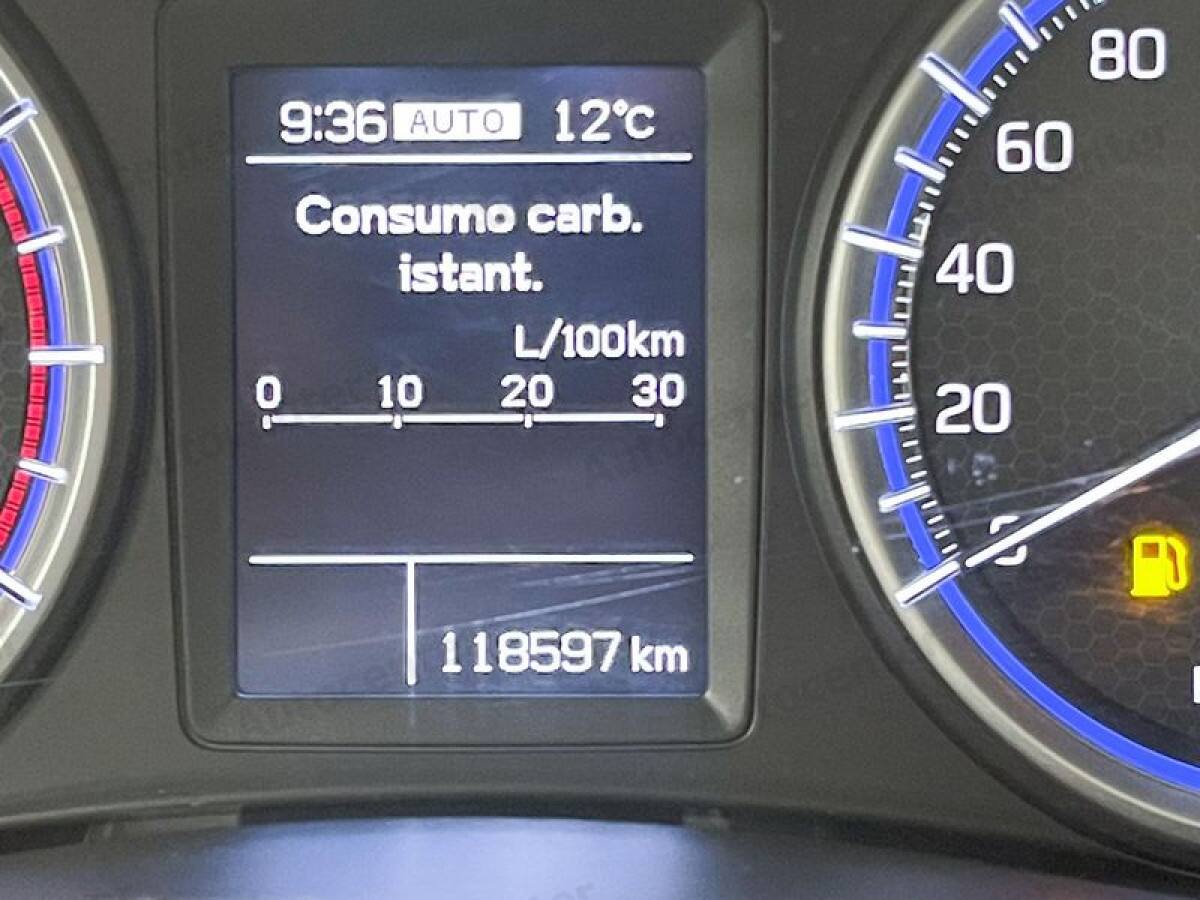 9:36 AUTO 12°C
Consumo carb.
istant.
L/100km
0 10 20 30
118597 km
80
60
40
20
0